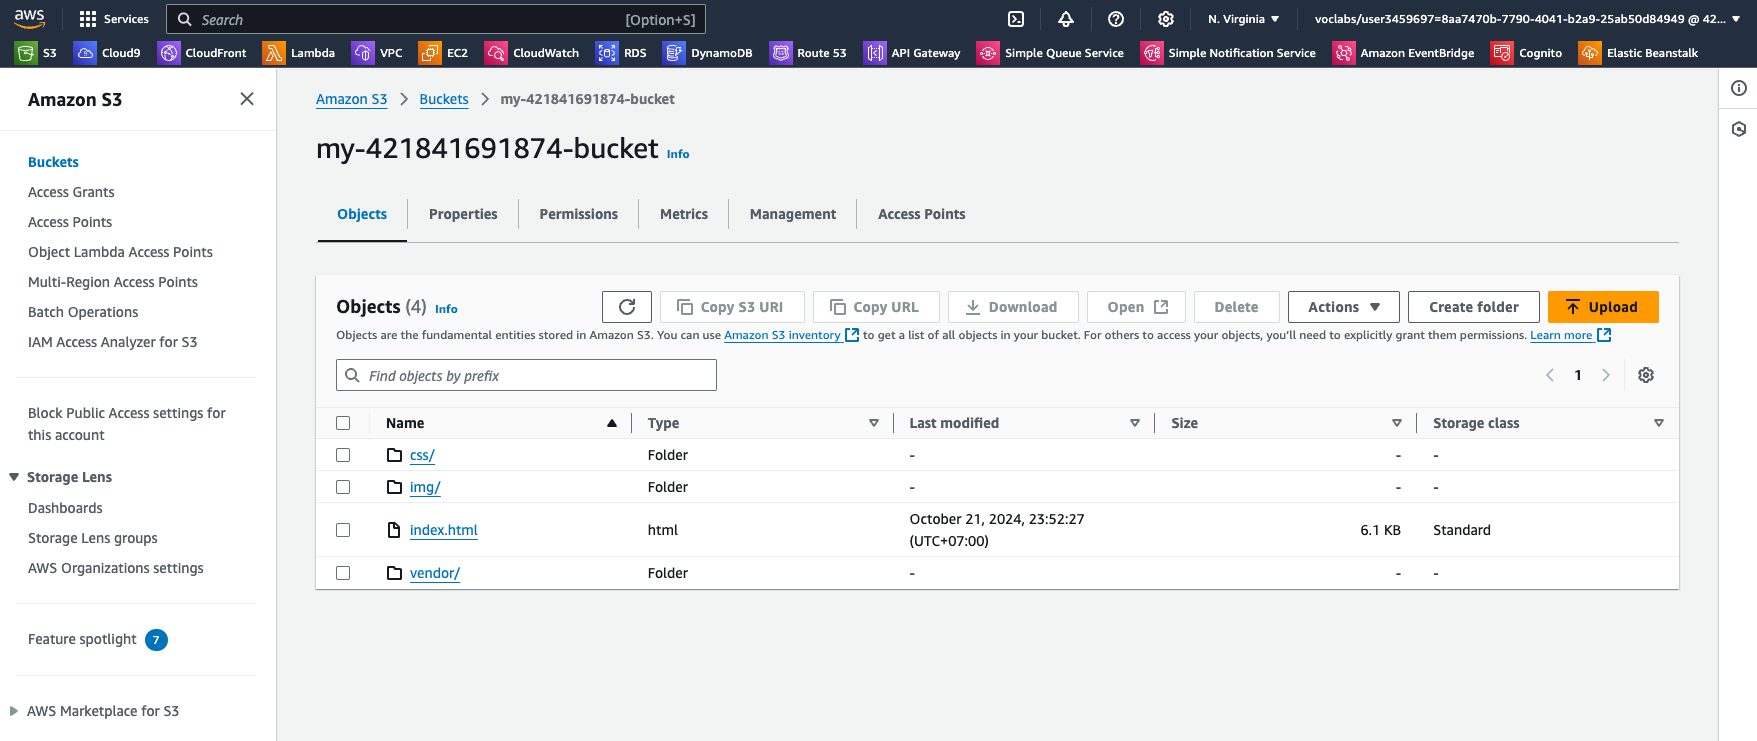 aws
Services
Search
[Option+S]
N. Virginia
voclabs/user3459697=8aa7470b-7790-4041-b2a9-25ab50d84949 @ 42...
S3
Cloud9
CloudFront
Lambda
VPC
EC2
CloudWatch
RDS
DynamoDB
Route 53
API Gateway
Simple Queue Service
Simple Notification Service
Amazon EventBridge
Cognito
Elastic Beanstalk
Amazon S3
Buckets
Access Grants
Access Points
Object Lambda Access Points
Multi-Region Access Points
Batch Operations
IAM Access Analyzer for S3
Block Public Access settings for
this account
Storage Lens
Dashboards
Storage Lens groups
AWS Organizations settings
Feature spotlight 7
AWS Marketplace for S3
Amazon S3 > Buckets > my-421841691874-bucket
my-421841691874-bucket Info
Objects
Properties
Permissions
Metrics
Management
Access Points
Objects (4) Info
Copy S3 URI
Copy URL
Download
Open
Delete
Actions
Create folder
Upload
Objects are the fundamental entities stored in Amazon S3. You can use Amazon S3 inventory to get a list of all objects in your bucket. For others to access your objects, you'll need to explicitly grant them permissions. Learn more
Find objects by prefix
< 1 >
Name
Type
Last modified
Size
Storage class
css/ Folder - - -
img/ Folder - - -
index.html html October 21, 2024, 23:52:27
(UTC+07:00) 6.1 KB Standard
vendor/ Folder - - -